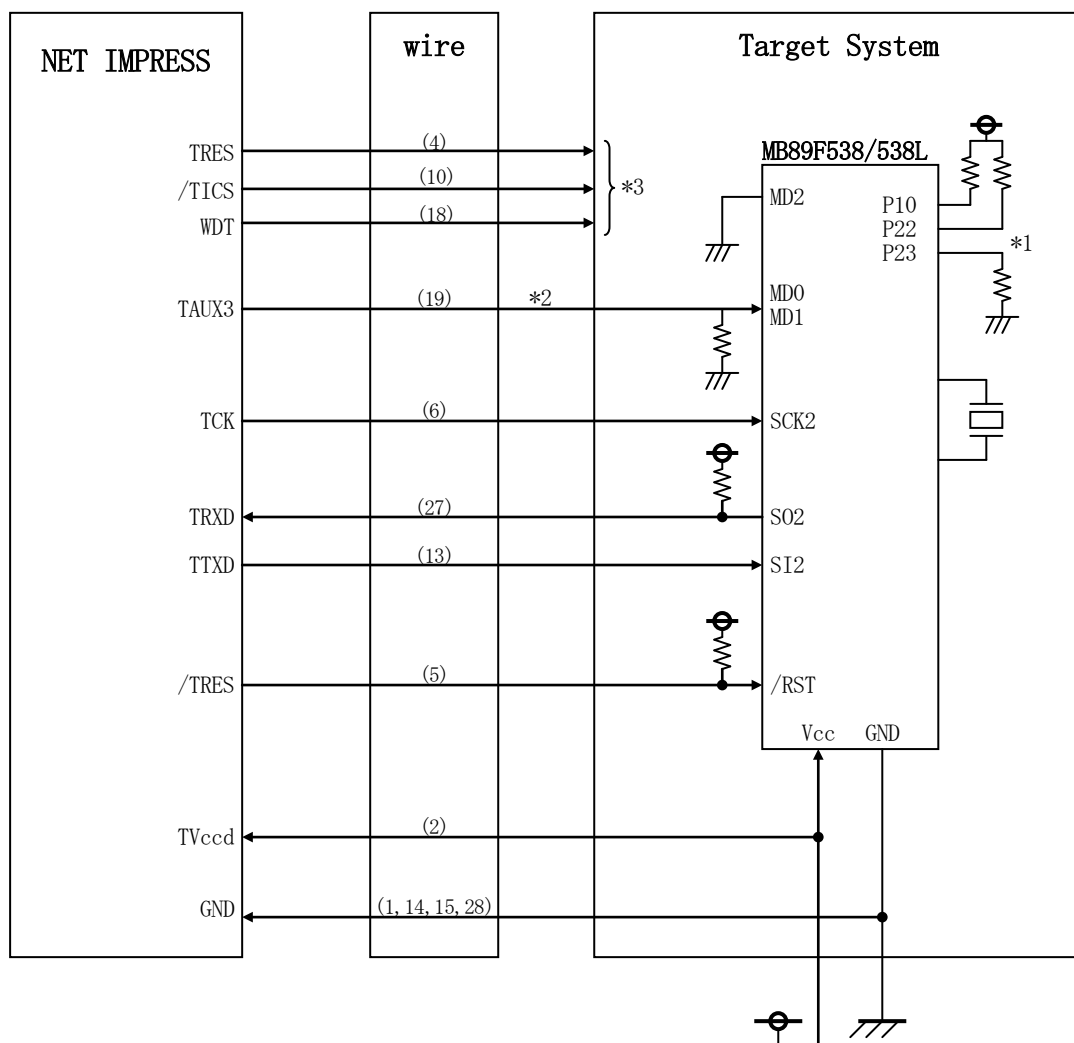 NET IMPRESS
wire
Target System
TRES
(4)
/TICS
(10)
*3
WDT
(18)
MB89F538/538L
MD2
P10
P22
P23
*1
TAUX3
(19)
*2
MD0
MD1
TCK
(6)
SCK2
TRXD
(27)
SO2
TTXD
(13)
SI2
/TRES
(5)
/RST
Vcc
GND
TVccd
(2)
GND
(1, 14, 15, 28)